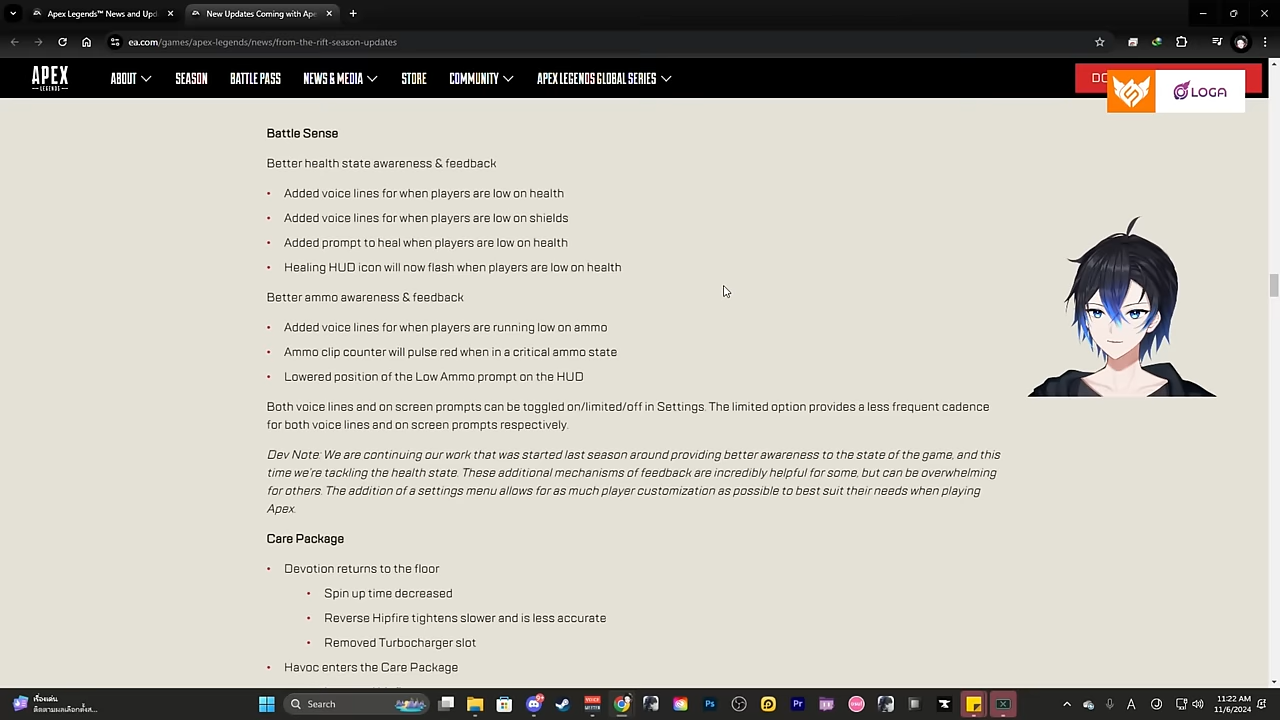 Apex Legends™ News and Upd
New Updates Coming with Ape
ea.com/games/apex-legends/news/from-the-rift-season-updates
APEX
LEGENDS
ABOUT
SEASON
BATTLE PASS
NEWS & MEDIA
STORE
COMMUNITY
APEX LEGENDS GLOBAL SERIES
LOGA
Battle Sense
Better health state awareness & feedback
• Added voice lines for when players are low on health
• Added voice lines for when players are low on shields
• Added prompt to heal when players are low on health
• Healing HUD icon will now flash when players are low on health
Better ammo awareness & feedback
• Added voice lines for when players are running low on ammo
• Ammo clip counter will pulse red when in a critical ammo state
• Lowered position of the Low Ammo prompt on the HUD
Both voice lines and on screen prompts can be toggled on/limited/off in Settings. The limited option provides a less frequent cadence
for both voice lines and on screen prompts respectively.
Dev Note: We are continuing our work that was started last season around providing better awareness to the state of the game, and this
time we're tackling the health state. These additional mechanisms of feedback are incredibly helpful for some, but can be overwhelming
for others. The addition of a settings menu allows for as much player customization as possible to best suit their needs when playing
Apex.
Care Package
• Devotion returns to the floor
• Spin up time decreased
• Reverse Hipfire tightens slower and is less accurate
• Removed Turbocharger slot
• Havoc enters the Care Package
เรื่องเด่น
Search
11:22 AM
11/6/2024